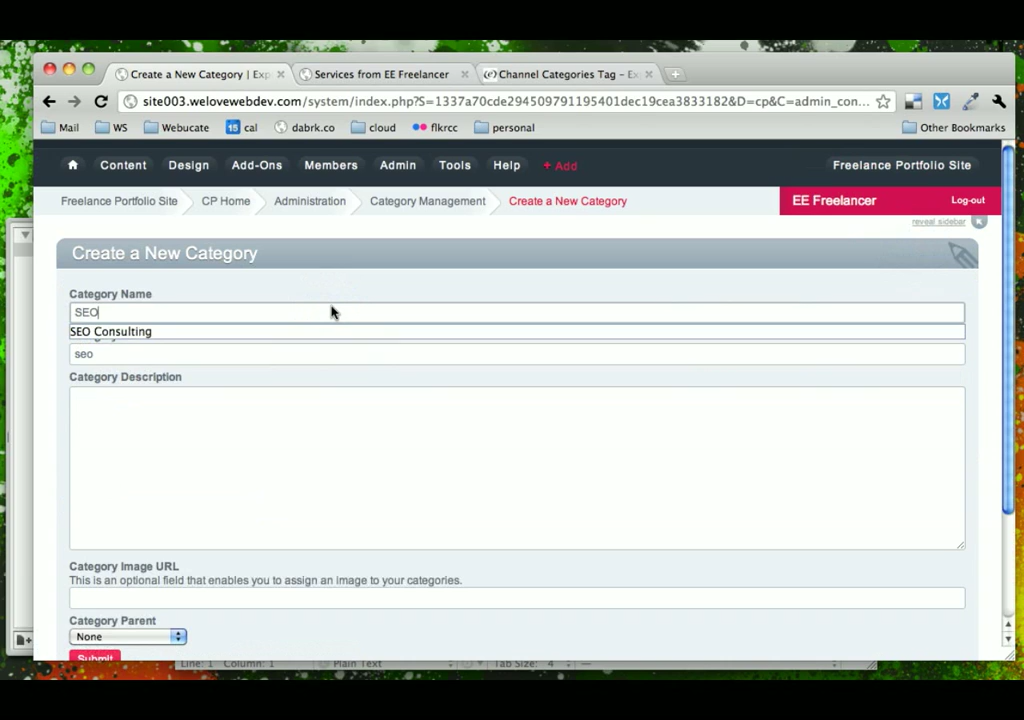 Create a New Category | Exp
Services from EE Freelancer
Channel Categories Tag – Ex
site003.welovewebdev.com/system/index.php?S=1337a70cde294509791195401dec19cea3833182&D=cp&C=admin_con...
Mail WS Webucate 15 cal dabrk.co cloud flkrcc personal Other Bookmarks
Content Design Add-Ons Members Admin Tools Help + Add Freelance Portfolio Site
Freelance Portfolio Site CP Home Administration Category Management Create a New Category EE Freelancer Log-out
reveal sidebar
Create a New Category
Category Name
SEO
SEO Consulting
seo
Category Description
Category Image URL
This is an optional field that enables you to assign an image to your categories.
Category Parent
None
Submit
Line: 1 Column: 1 Plain Text Tab Size: 4 —